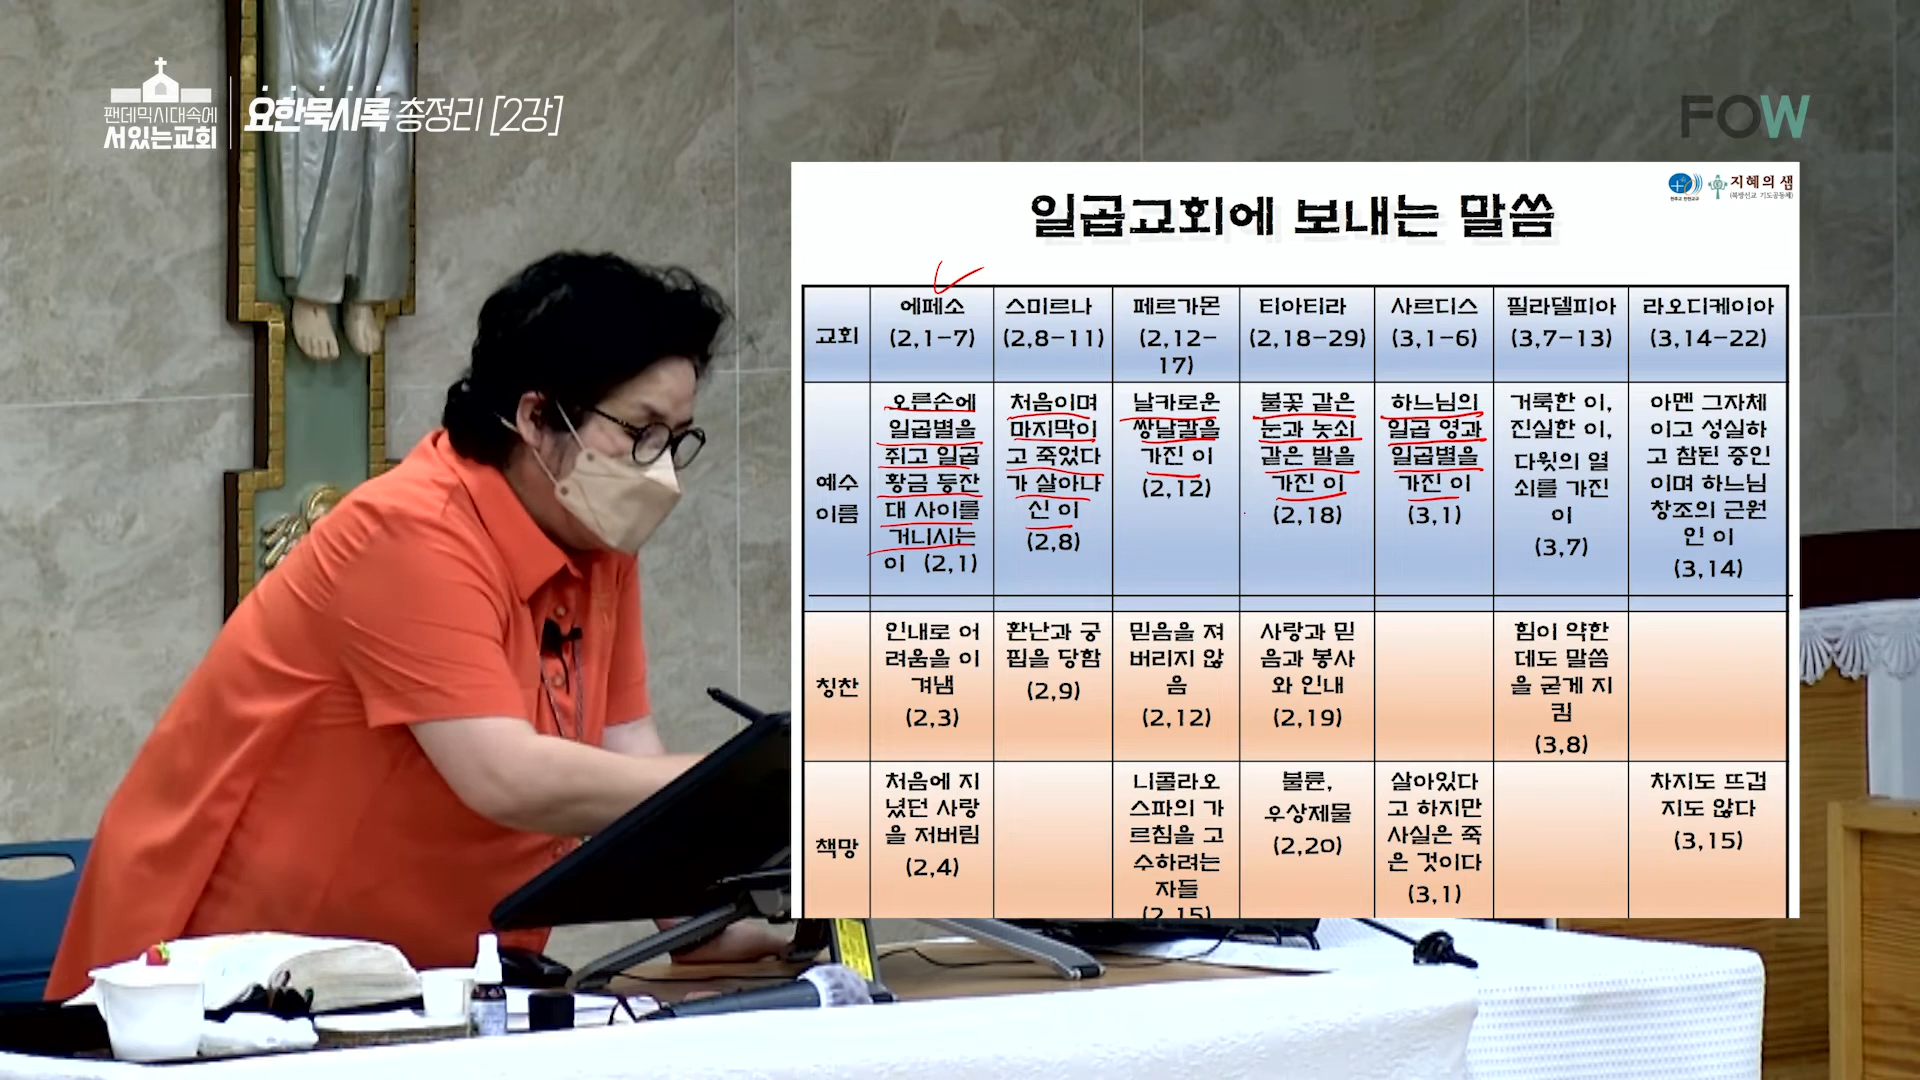 팬데믹시대속에
서있는교회
요한묵시록 총정리 [2강]
FOW
지혜의 샘
일곱교회에 보내는 말씀
교회
에페소
(2,1-7)
스미르나
(2,8-11)
페르가몬
(2,12-
17)
티아티라
(2,18-29)
사르디스
(3,1-6)
필라델피아
(3,7-13)
라오디케이아
(3,14-22)
예수
이름
오른손에
일곱별을
쥐고 일곱
황금 등잔
대 사이를
거니시는
이 (2,1)
처음이며
마지막이
고 죽었다
가 살아나
신 이
(2,8)
날카로운
쌍날칼을
가진 이
(2,12)
불꽃 같은
눈과 놋쇠
같은 발을
가진 이
(2,18)
하느님의
일곱 영과
일곱별을
가진 이
(3,1)
거룩한 이,
진실한 이,
다윗의 열
쇠를 가진
이
(3,7)
아멘 그자체
이고 성실하
고 참된 증인
이며 하느님
창조의 근원
인 이
(3,14)
칭찬
인내로 어
려움을 이
겨냄
(2,3)
환난과 궁
핍을 당함
(2,9)
믿음을 져
버리지 않
음
(2,12)
사랑과 믿
음과 봉사
와 인내
(2,19)
힘이 약한
데도 말씀
을 굳게 지
킴
(3,8)
책망
처음에 지
녔던 사랑
을 저버림
(2,4)
니콜라오
스파의 가
르침을 고
수하려는
자들
(2,15)
불륜,
우상제물
(2,20)
살아있다
고 하지만
사실은 죽
은 것이다
(3,1)
차지도 뜨겁
지도 않다
(3,15)